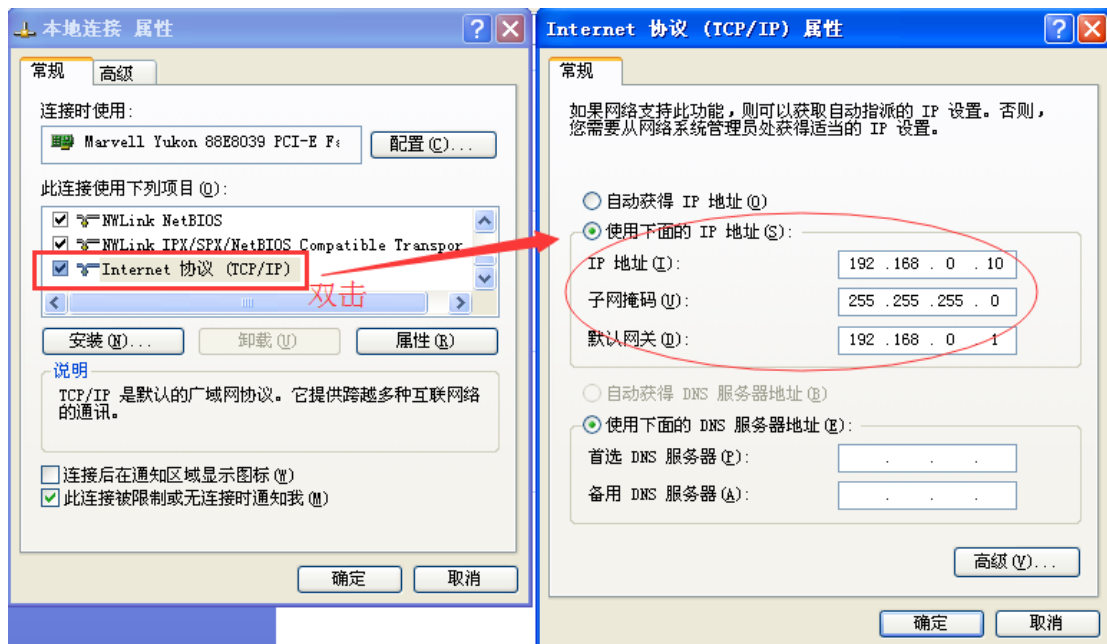 本地连接 属性
常规
高级
连接时使用:
Marvell Yukon 88E8039 PCI-E F
配置(C)...
此连接使用下列项目(O):
NWLink NetBIOS
NWLink IPX/SPX/NetBIOS Compatible Transpor
Internet 协议 (TCP/IP)
双击
安装(N)...
卸载(U)
属性(R)
说明
TCP/IP 是默认的广域网协议。它提供跨越多种互联网络
的通讯。
连接后在通知区域显示图标(W)
此连接被限制或无连接时通知我(M)
确定
取消
Internet 协议 (TCP/IP) 属性
常规
如果网络支持此功能，则可以获取自动指派的 IP 设置。否则，
您需要从网络系统管理员处获得适当的 IP 设置。
自动获得 IP 地址(O)
使用下面的 IP 地址(S):
IP 地址(I):
192 .168 . 0 . 10
子网掩码(U):
255 .255 .255 . 0
默认网关(D):
192 .168 . 0 . 1
自动获得 DNS 服务器地址(B)
使用下面的 DNS 服务器地址(E):
首选 DNS 服务器(P):
. . .
备用 DNS 服务器(A):
. . .
高级(V)...
确定
取消